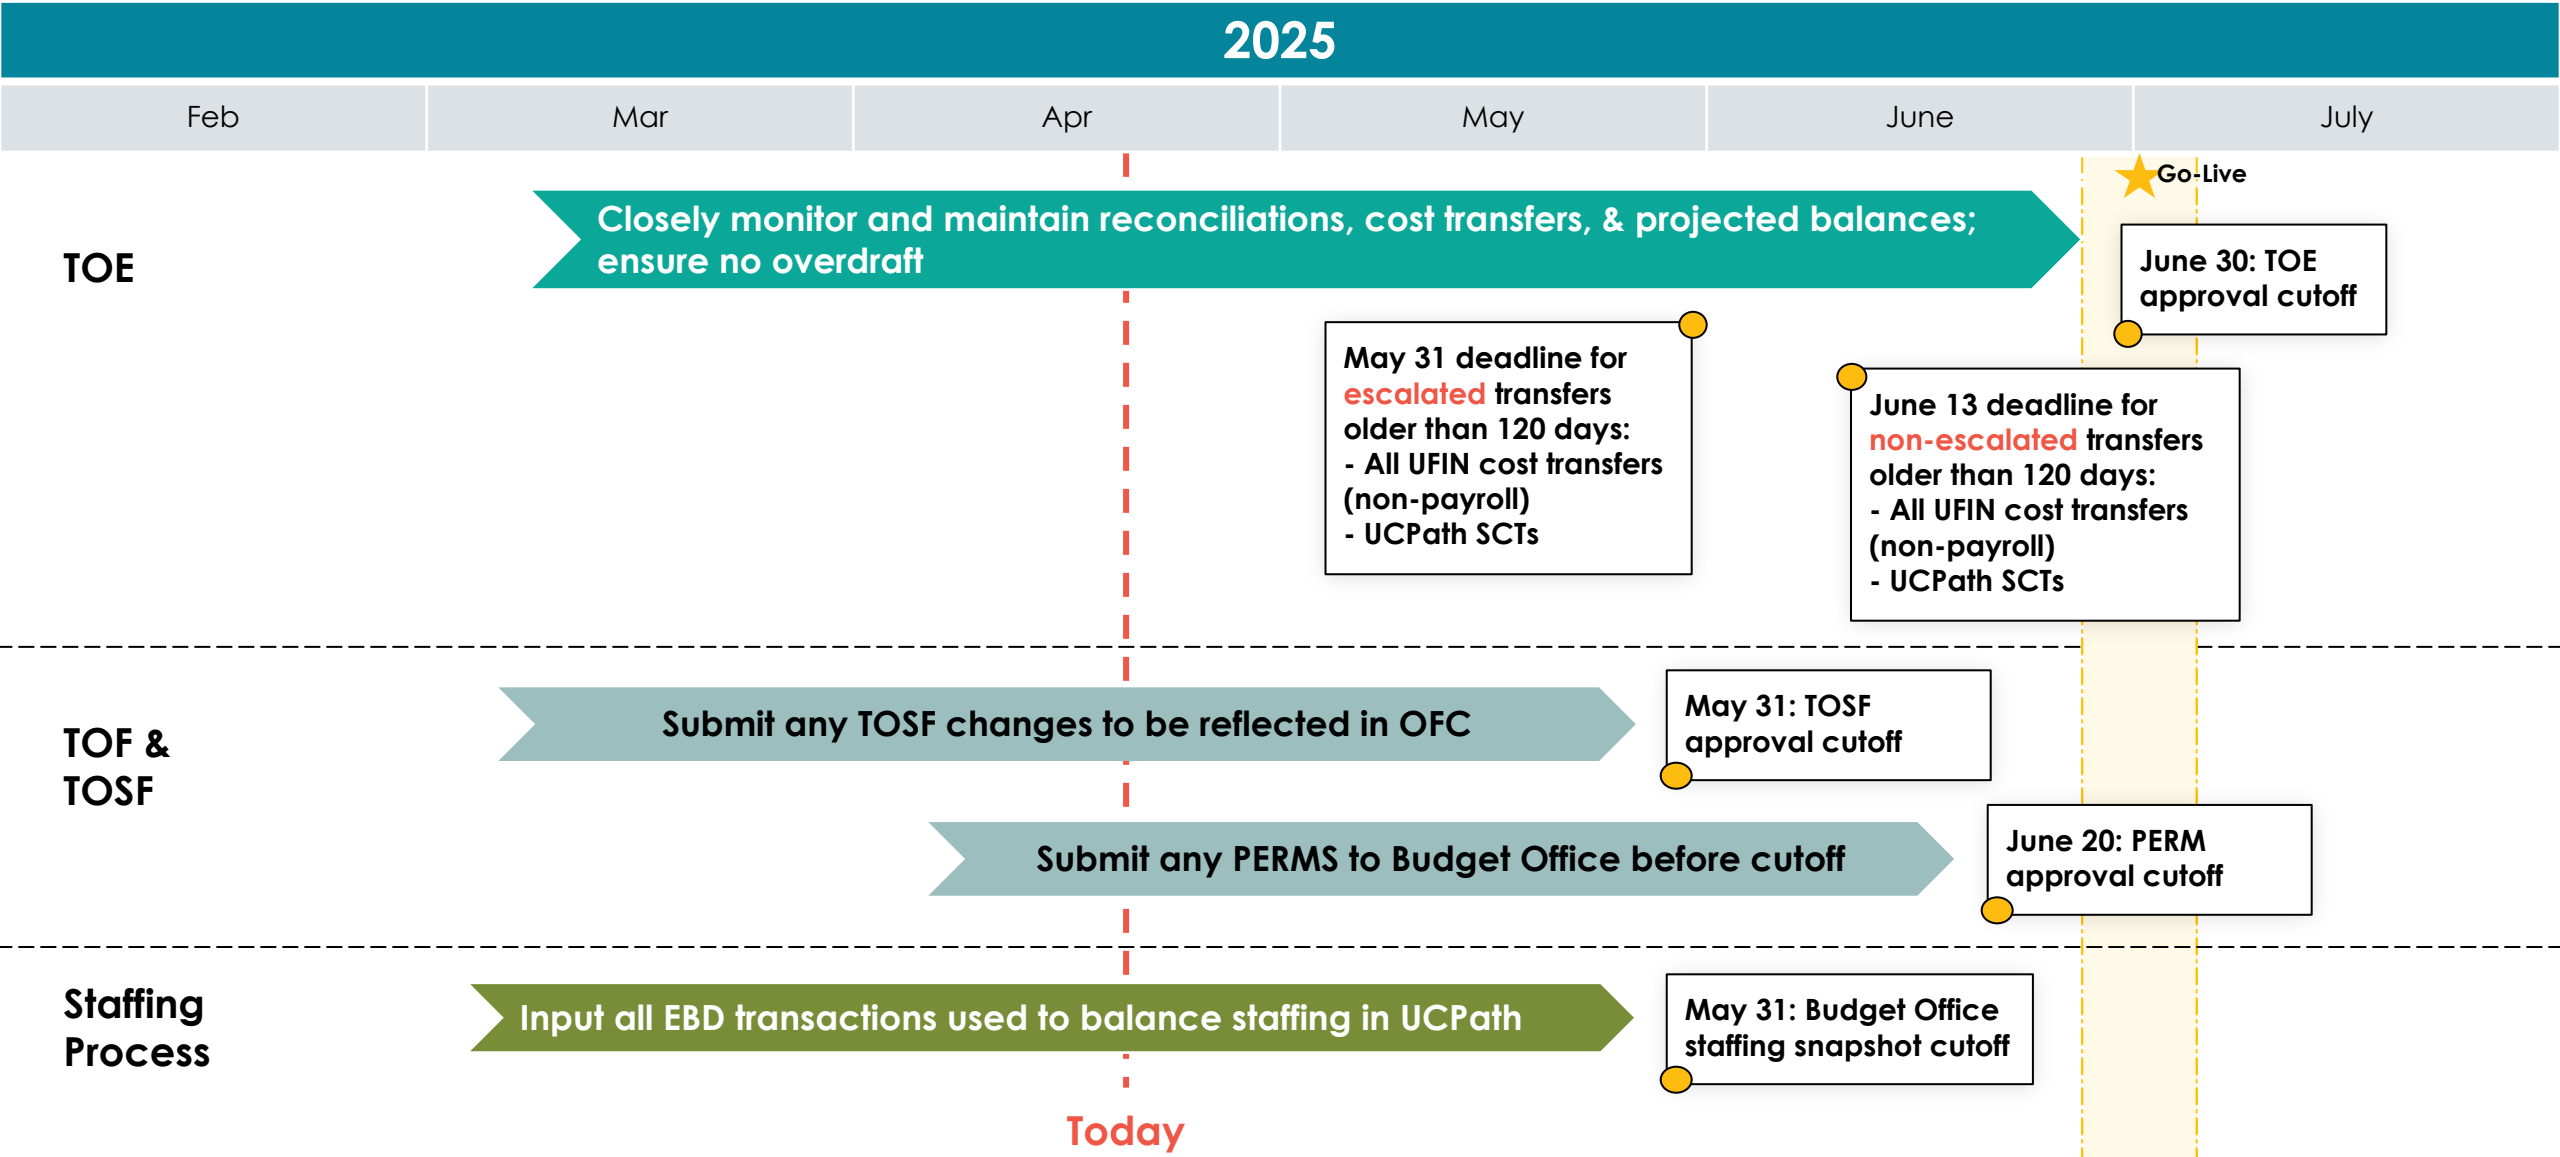 2025
Feb
Mar
Apr
May
June
July
Go-Live
TOE
Closely monitor and maintain reconciliations, cost transfers, & projected balances;
ensure no overdraft
June 30: TOE
approval cutoff
May 31 deadline for
escalated transfers
older than 120 days:
- All UFIN cost transfers
(non-payroll)
- UCPath SCTs
June 13 deadline for
non-escalated transfers
older than 120 days:
- All UFIN cost transfers
(non-payroll)
- UCPath SCTs
TOF &
TOSF
Submit any TOSF changes to be reflected in OFC
May 31: TOSF
approval cutoff
Submit any PERMS to Budget Office before cutoff
June 20: PERM
approval cutoff
Staffing
Process
Input all EBD transactions used to balance staffing in UCPath
May 31: Budget Office
staffing snapshot cutoff
Today